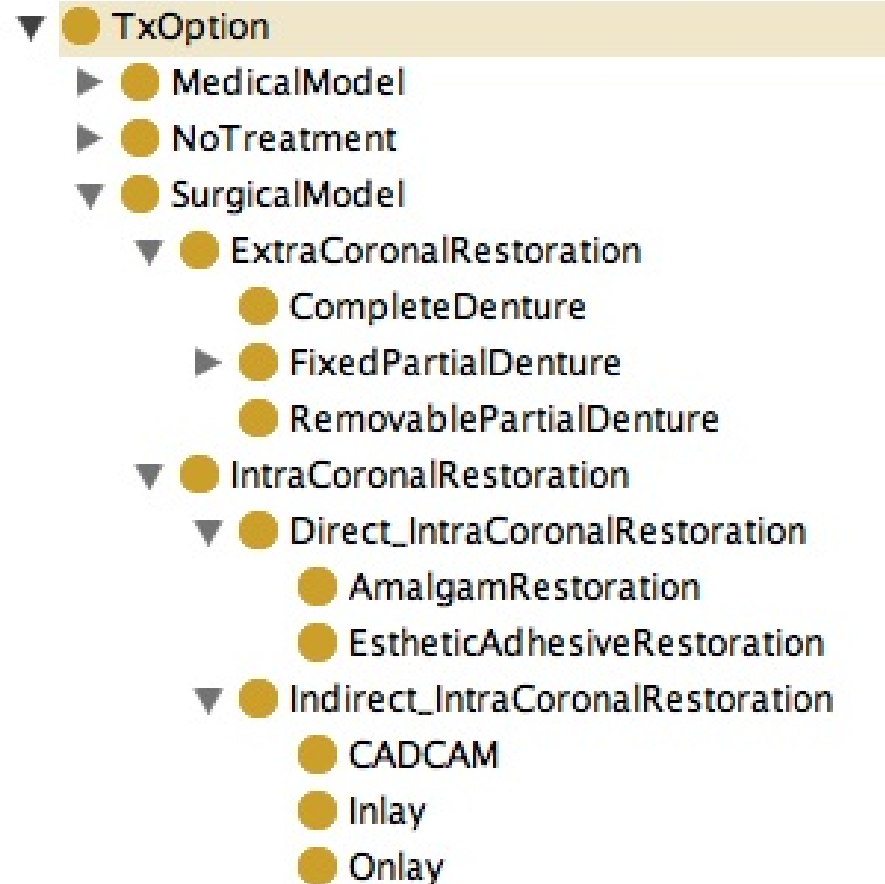 TxOption
MedicalModel
NoTreatment
SurgicalModel
ExtraCoronalRestoration
CompleteDenture
FixedPartialDenture
RemovablePartialDenture
IntraCoronalRestoration
Direct_IntraCoronalRestoration
AmalgamRestoration
EstheticAdhesiveRestoration
Indirect_IntraCoronalRestoration
CADCAM
Inlay
Onlay